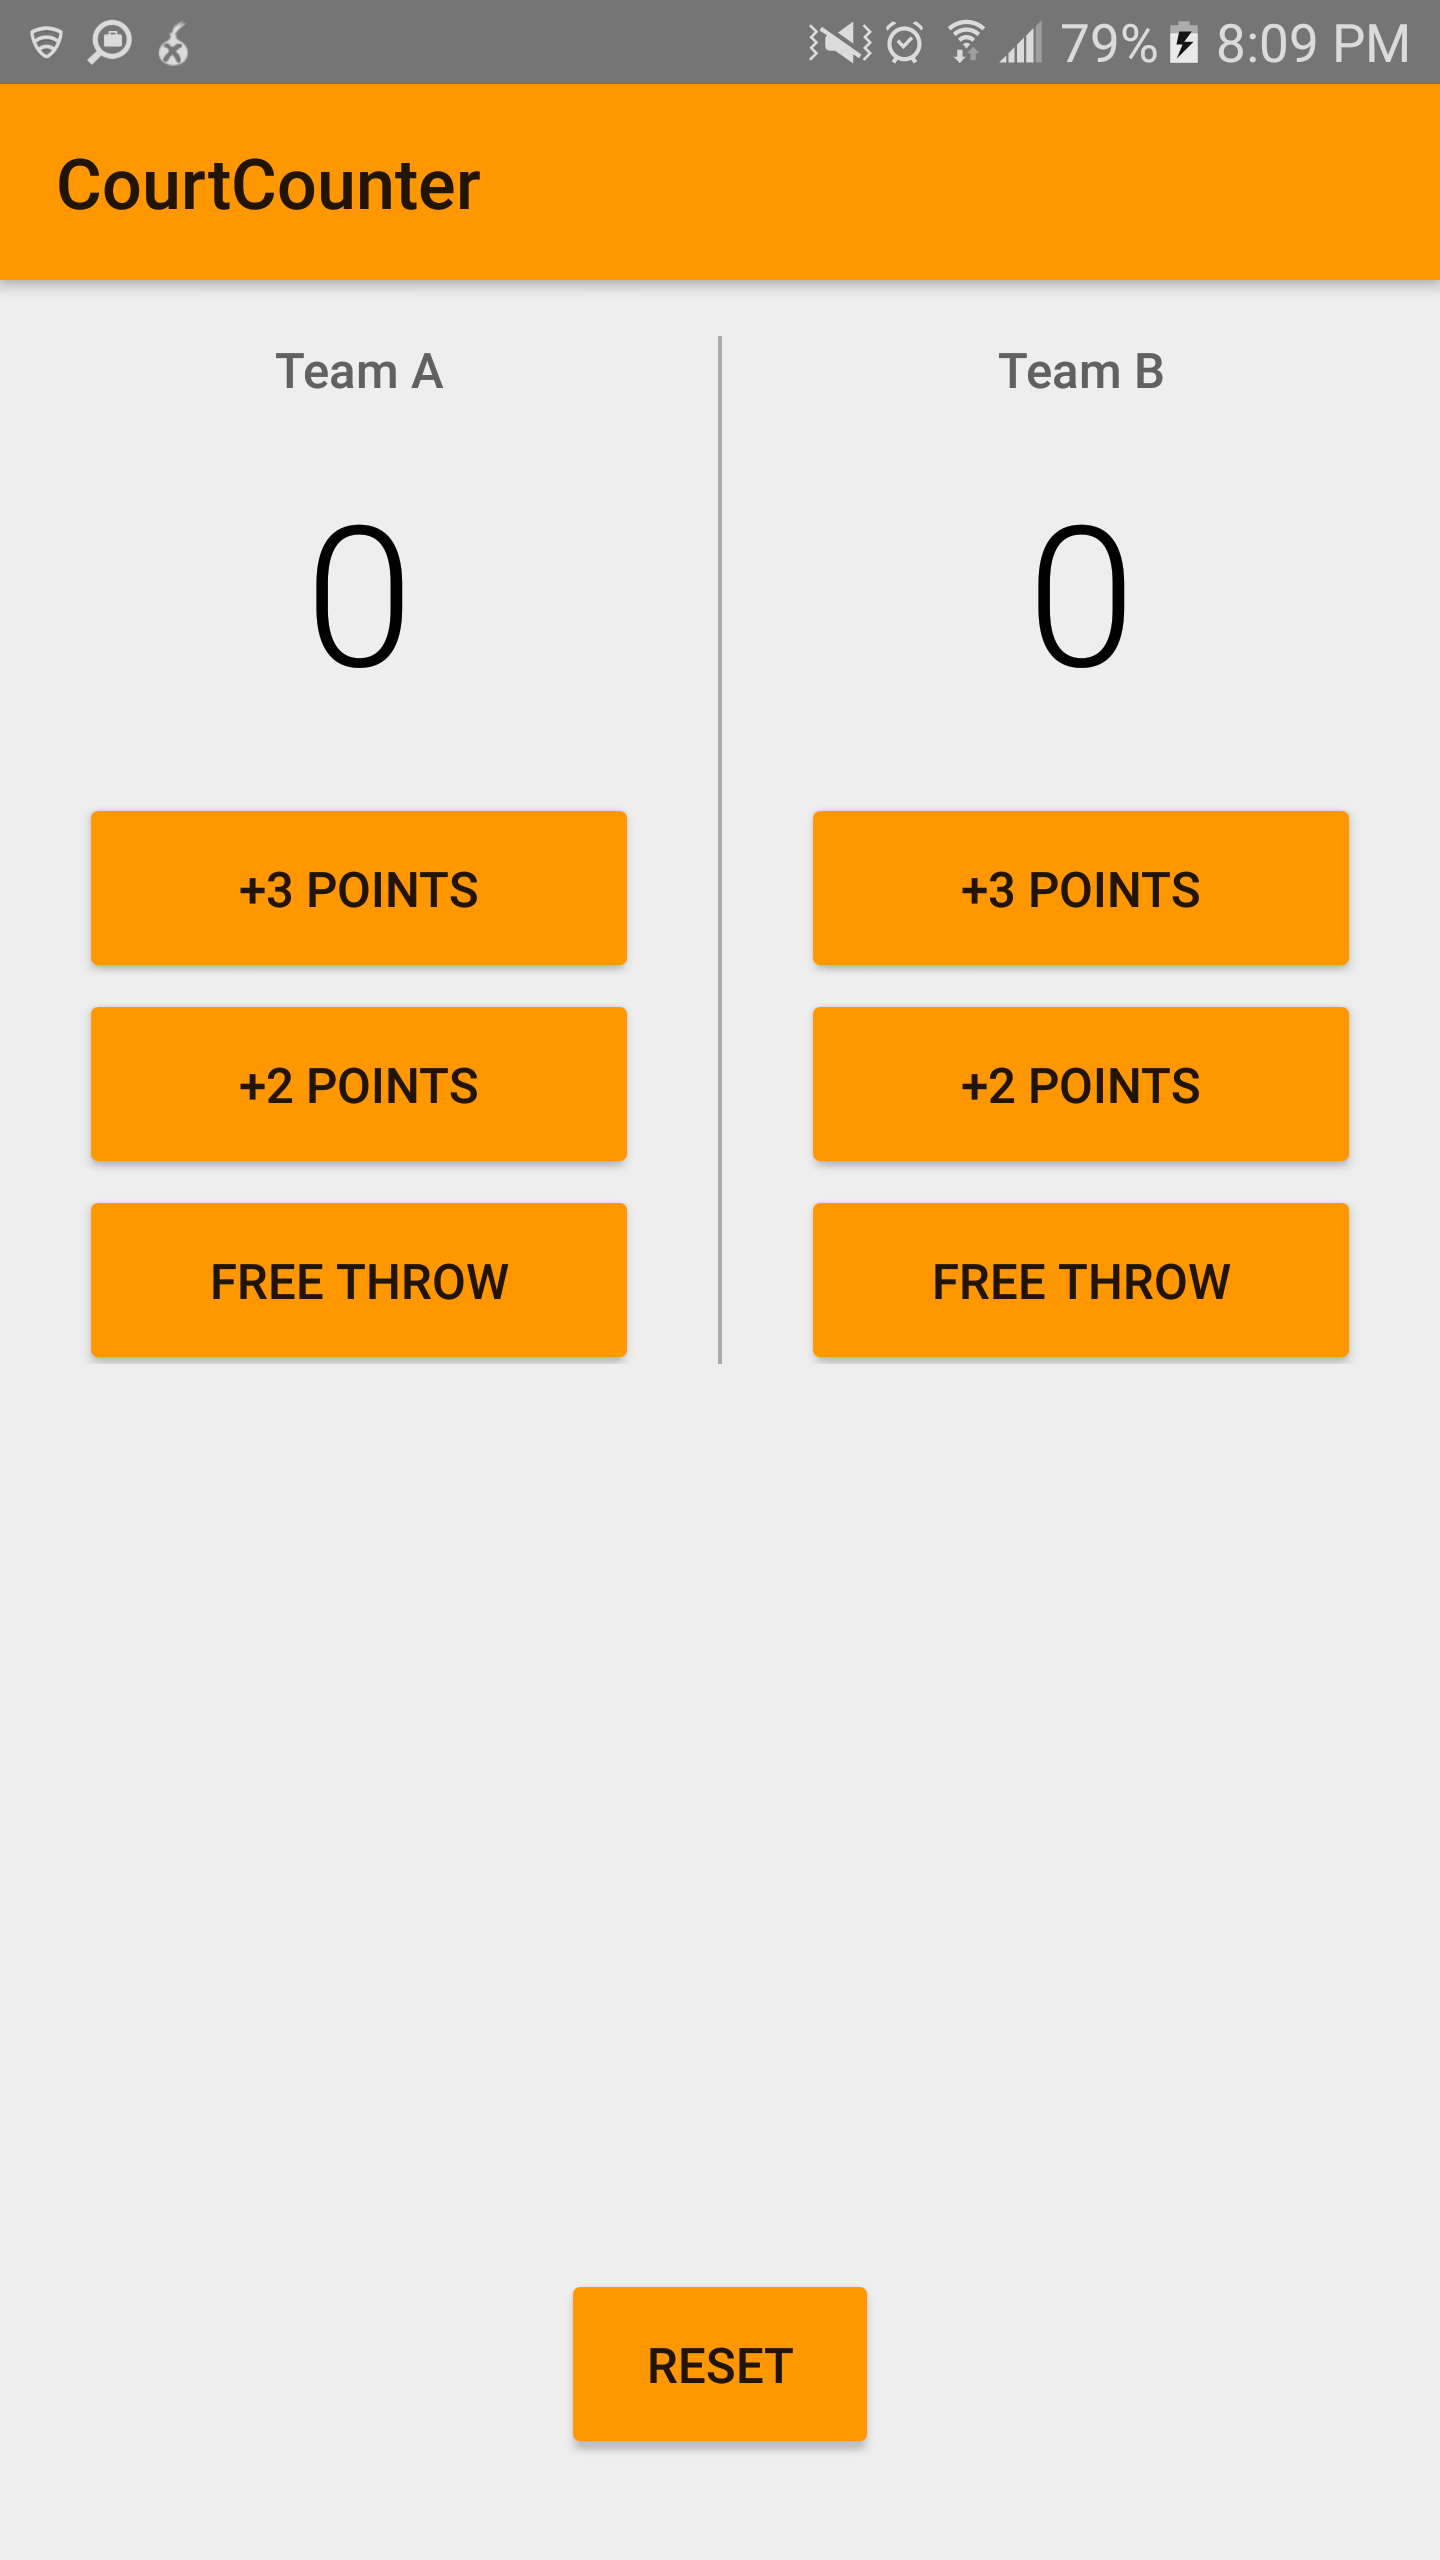 79% 8:09 PM
CourtCounter
Team A
0
+3 POINTS
+2 POINTS
FREE THROW
Team B
0
+3 POINTS
+2 POINTS
FREE THROW
RESET